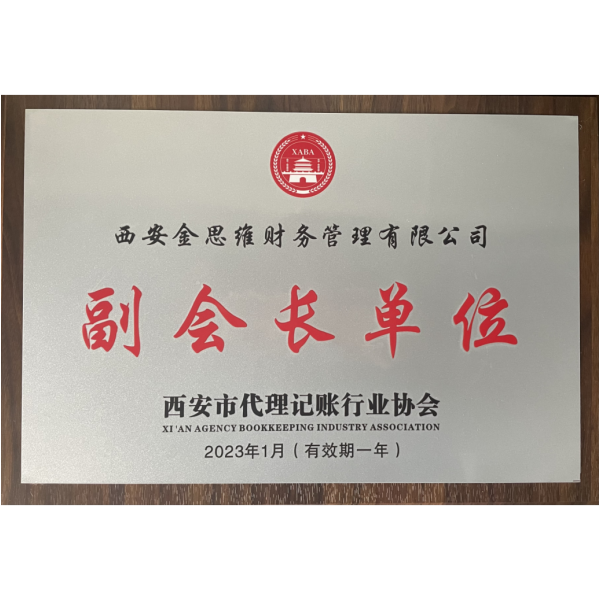 XABA
西安金思维财务管理有限公司
副会长单位
西安市代理记账行业协会
XI'AN AGENCY BOOKKEEPING INDUSTRY ASSOCIATION
2023年1月（有效期一年）